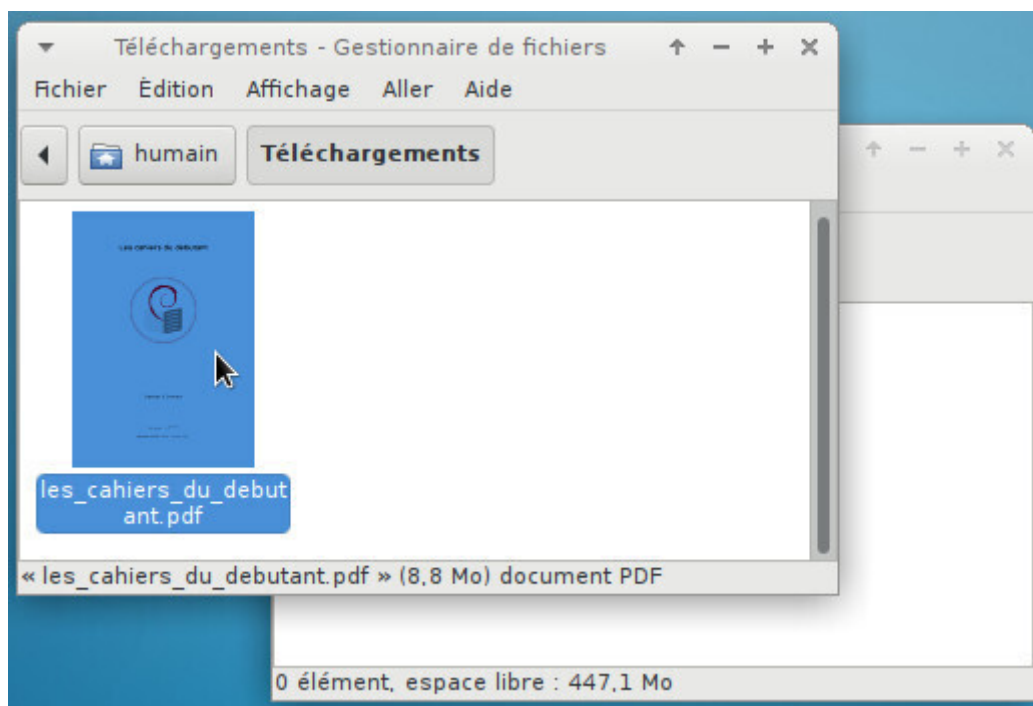 Téléchargements - Gestionnaire de fichiers
Fichier Édition Affichage Aller Aide
humain Téléchargements
Les cahiers du debutant
les_cahiers_du_debut
ant.pdf
« les_cahiers_du_debutant.pdf » (8,8 Mo) document PDF
0 élément, espace libre : 447,1 Mo